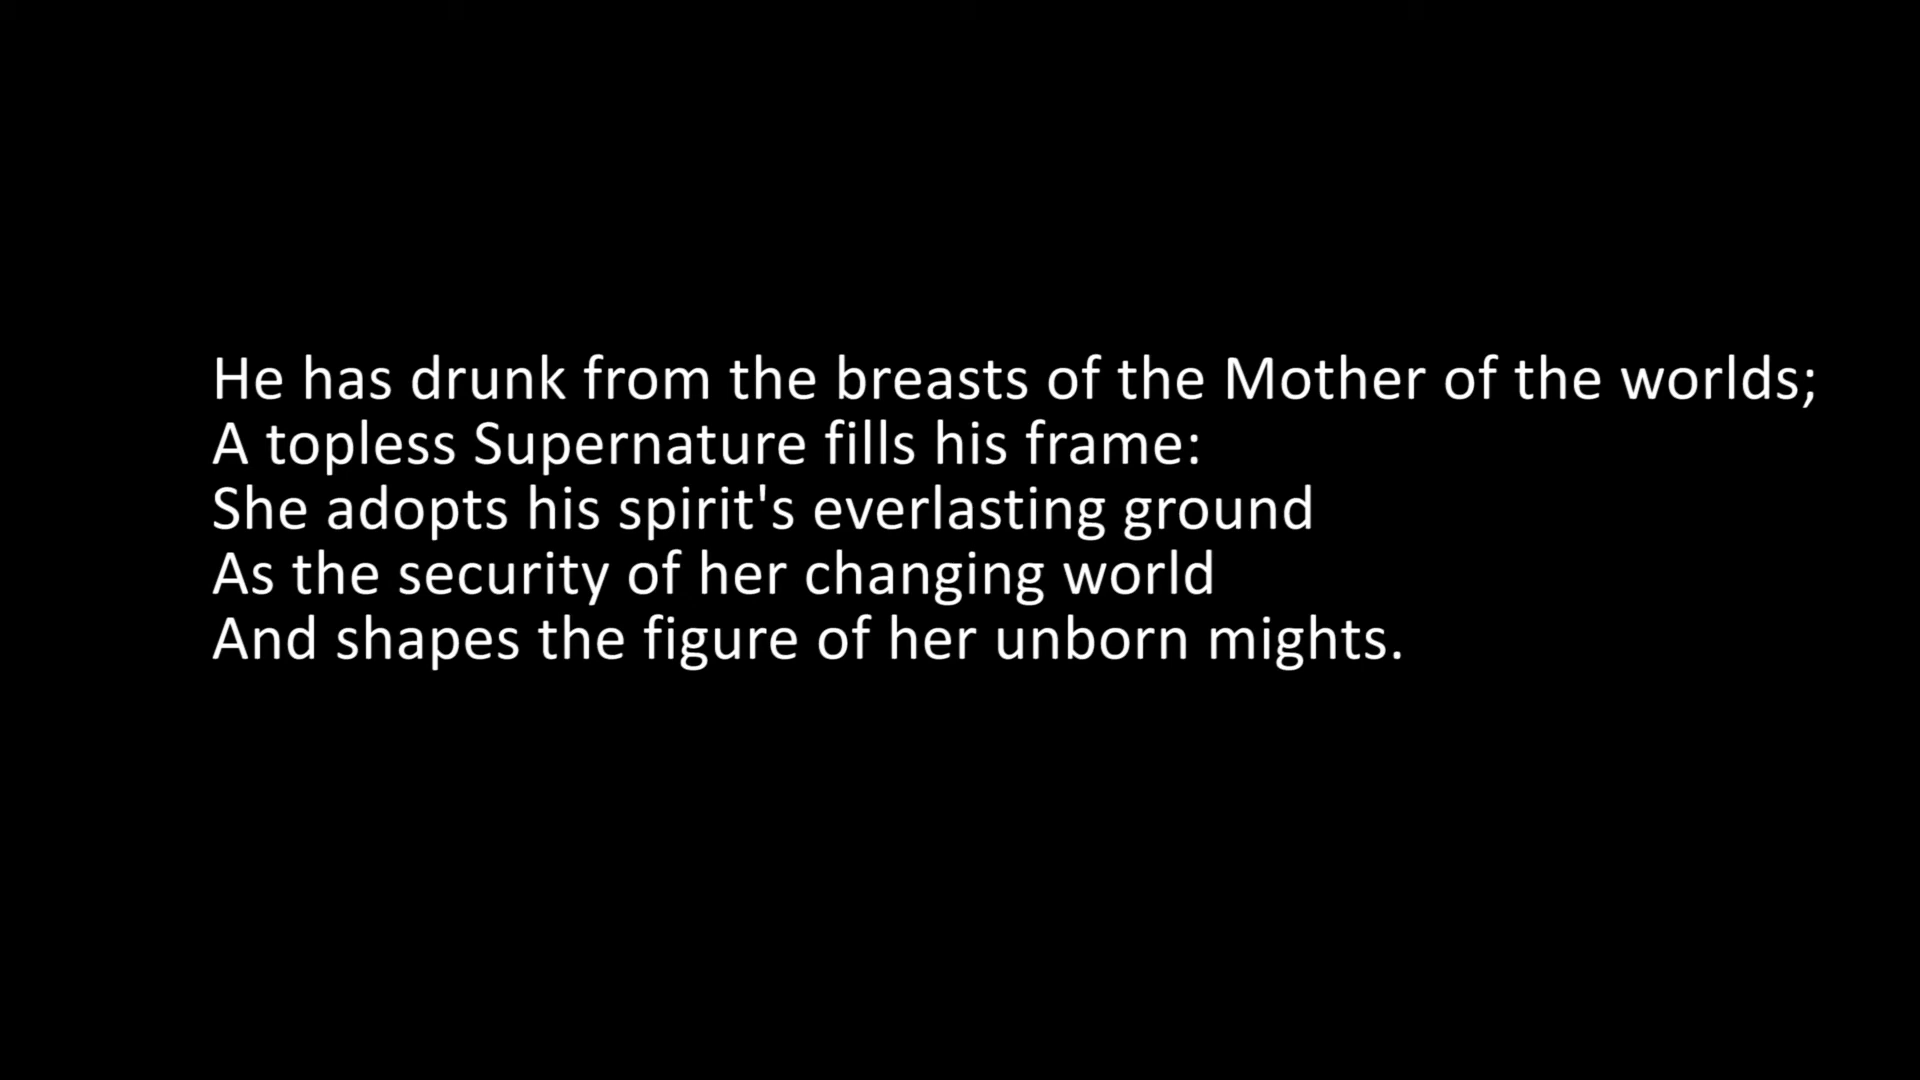 He has drunk from the breasts of the Mother of the worlds;
A topless Supernature fills his frame:
She adopts his spirit's everlasting ground
As the security of her changing world
And shapes the figure of her unborn mights.